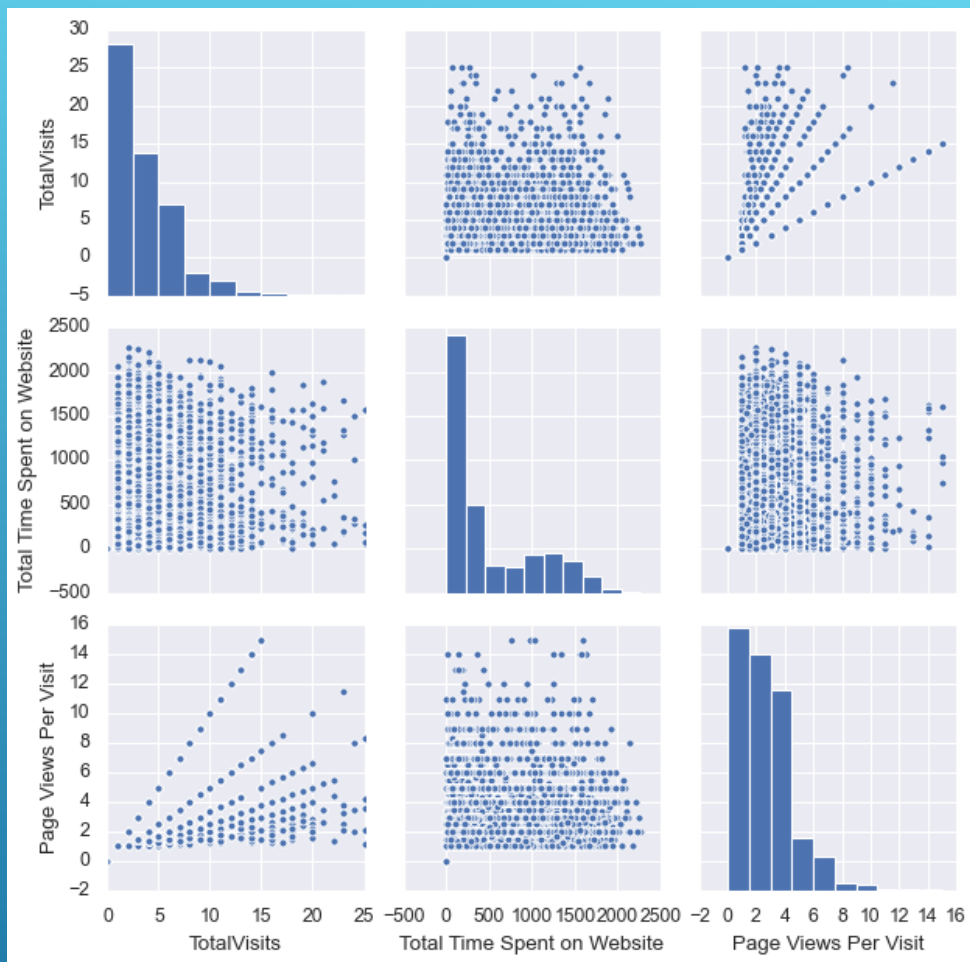 30
25
20
15
10
5
0
−5
TotalVisits
2500
2000
1500
1000
500
0
−500
Total Time Spent on Website
16
14
12
10
8
6
4
2
0
−2
Page Views Per Visit
0 5 10 15 20 25
−500 0 500 1000 1500 2000 2500
−2 0 2 4 6 8 10 12 14 16
TotalVisits
Total Time Spent on Website
Page Views Per Visit